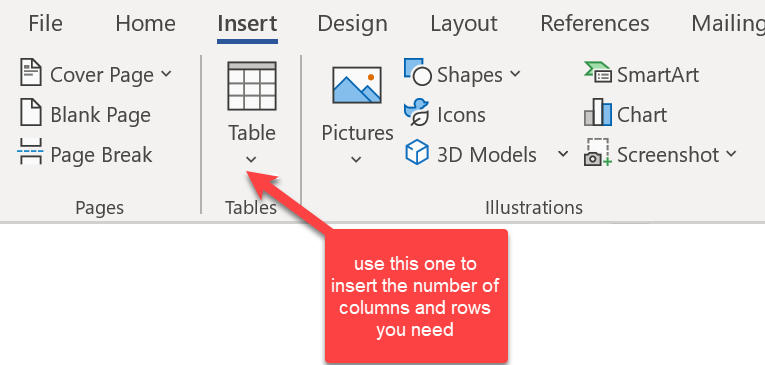 File Home Insert Draw Design Layout References Mailing
Cover Page
Blank Page
Page Break
Pages
Table
Tables
Pictures
Shapes
Icons
3D Models
SmartArt
Chart
Screenshot
Illustrations
use this one to
insert the number of
columns and rows
you need